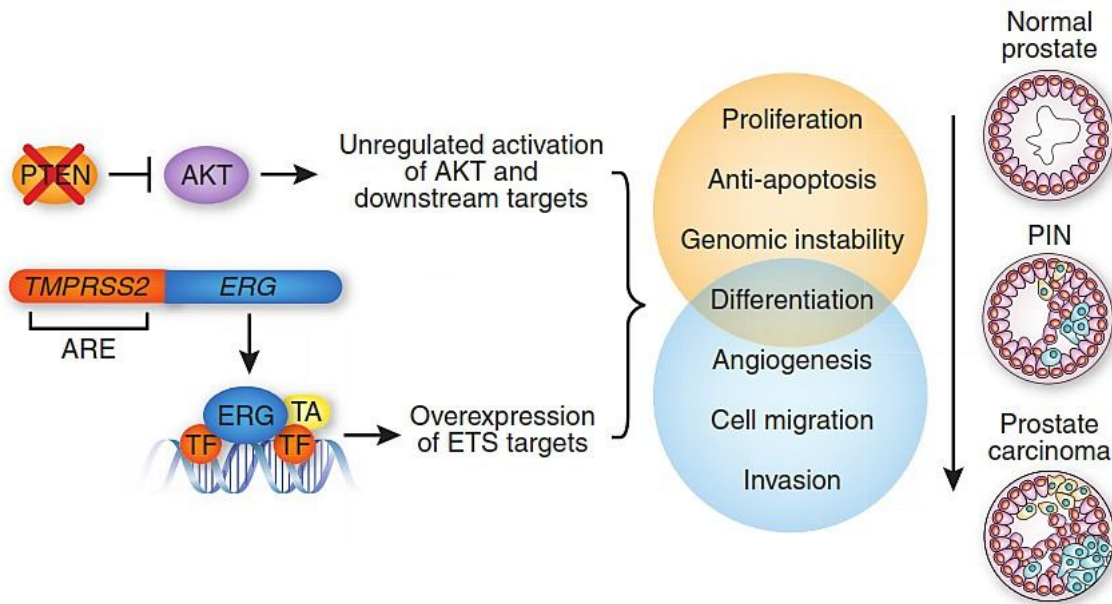 Normal
prostate
PTEN
AKT
Unregulated activation
of AKT and
downstream targets
TMPRSS2
ERG
ARE
ERG
TA
TF
TF
Overexpression
of ETS targets
Proliferation
Anti-apoptosis
Genomic instability
Differentiation
Angiogenesis
Cell migration
Invasion
PIN
Prostate
carcinoma